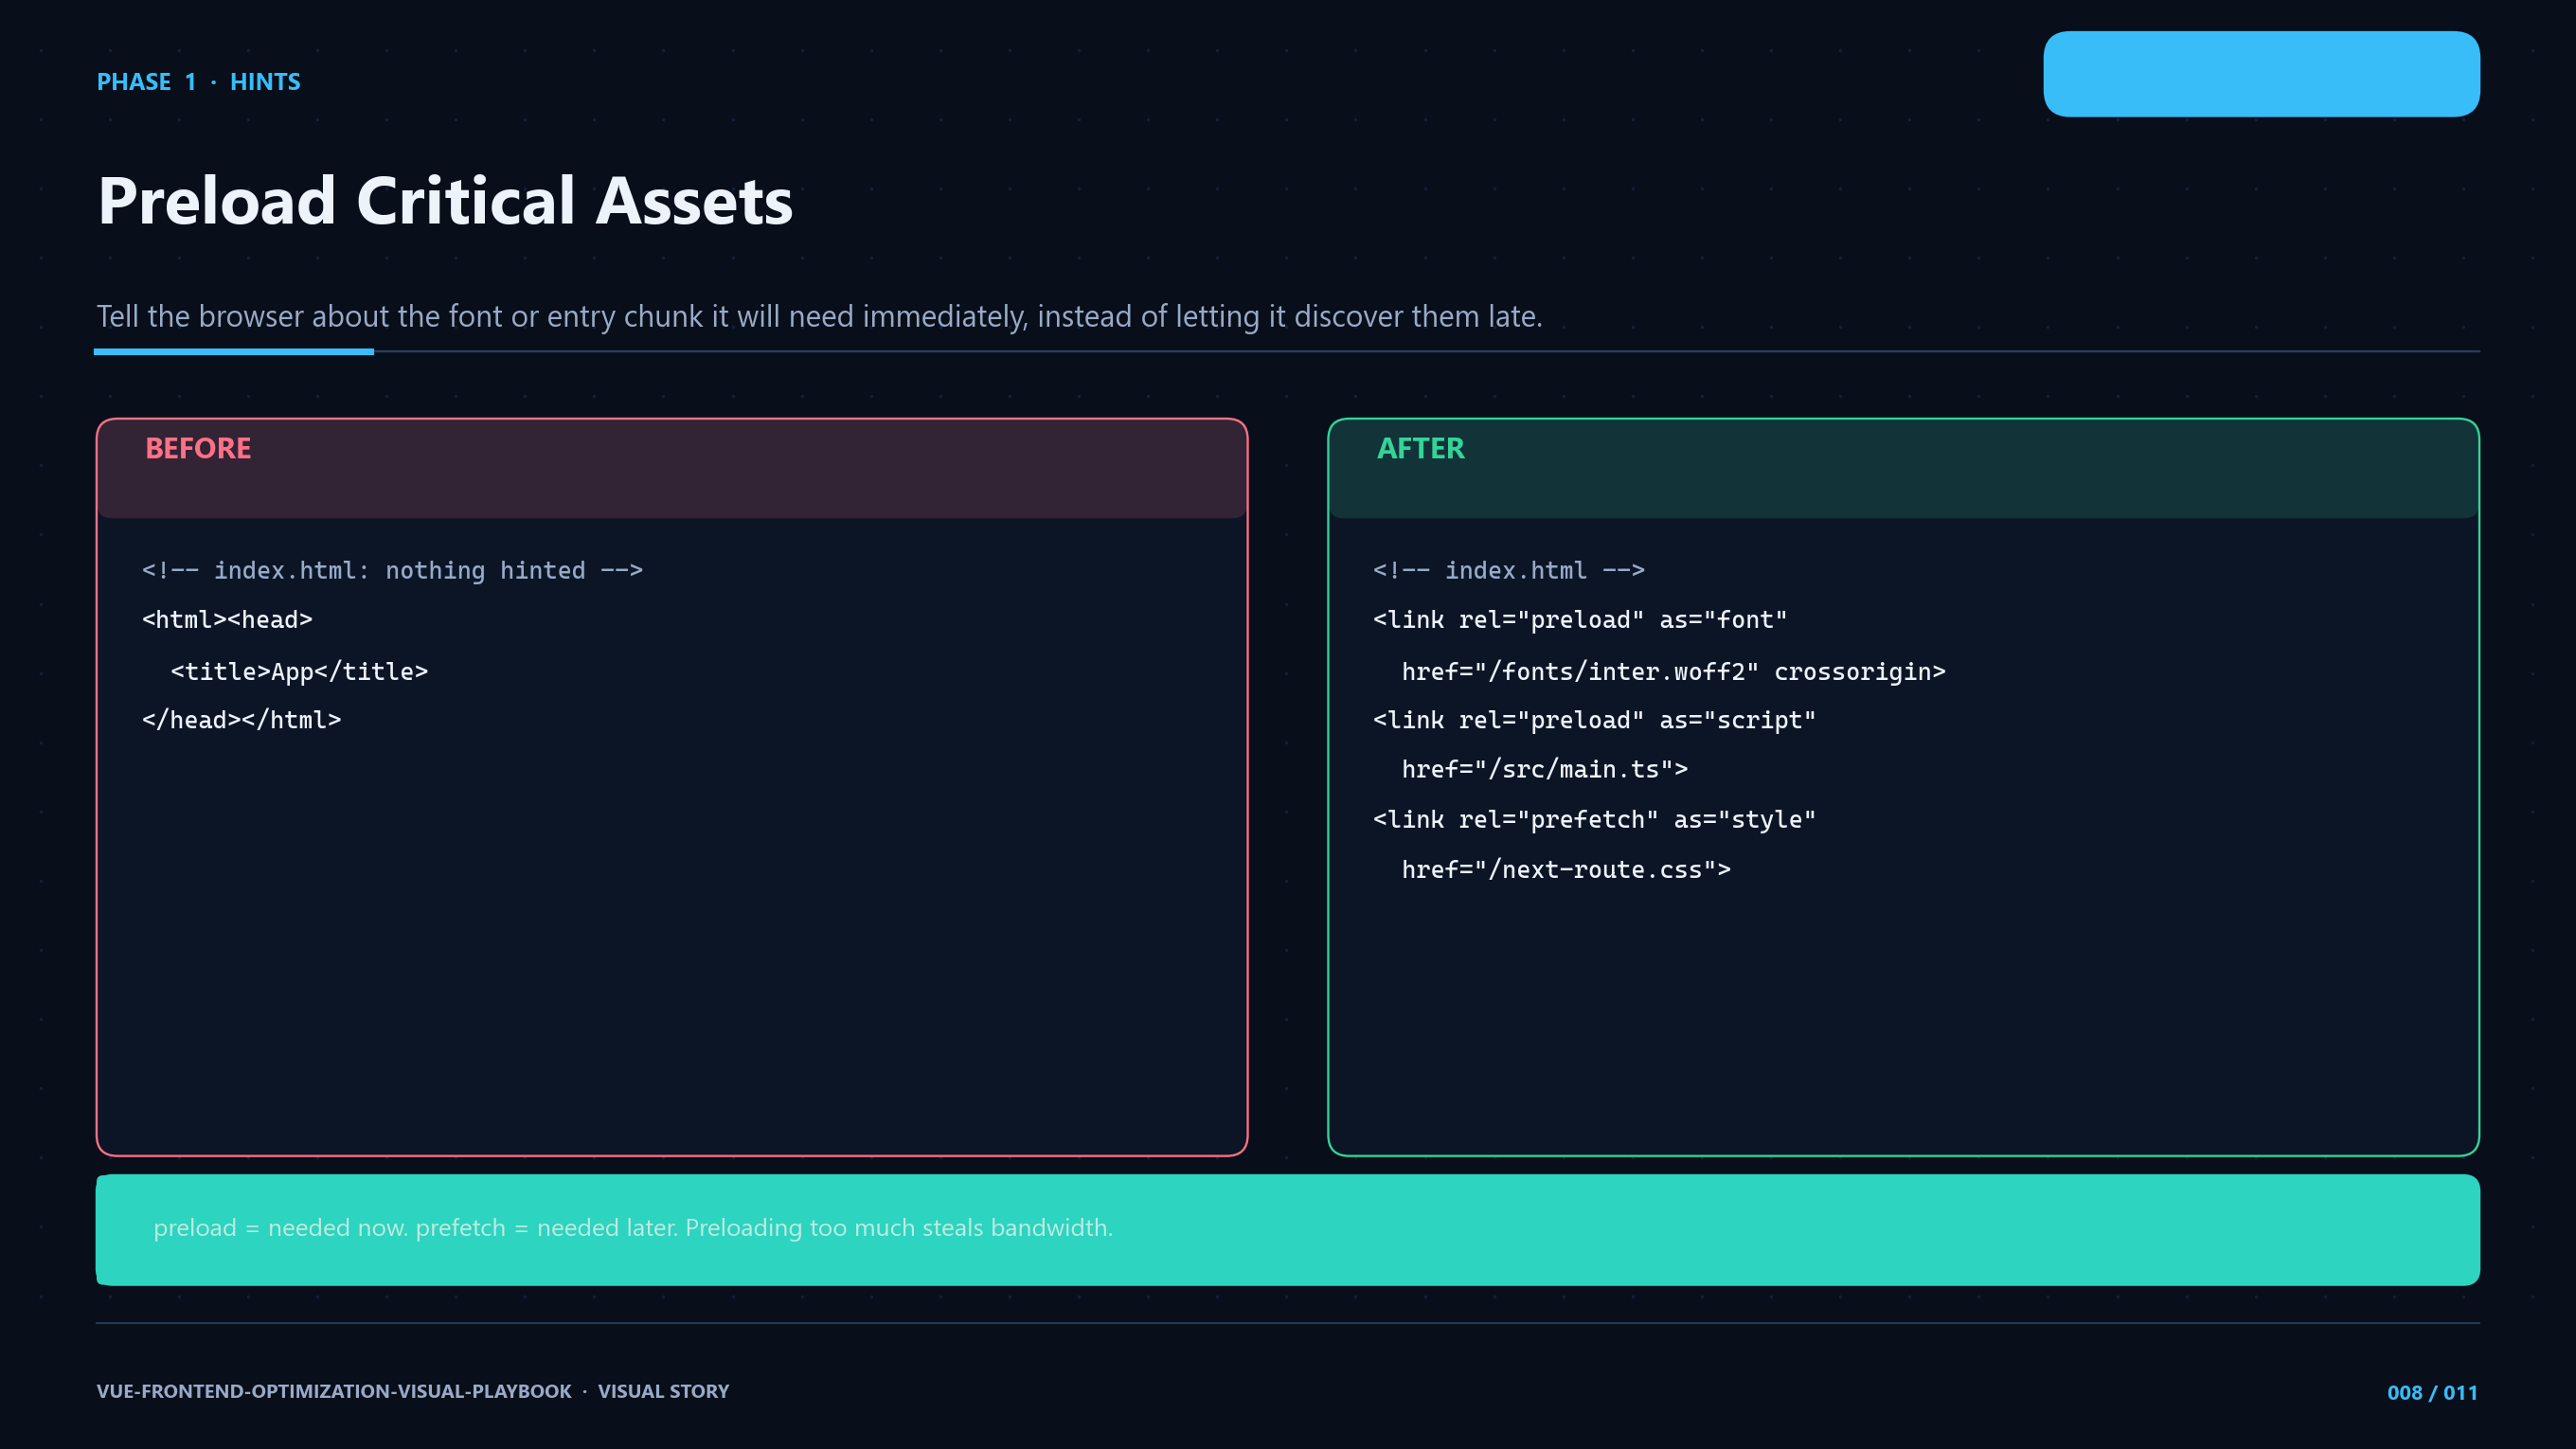 PHASE 1 · HINTS
Preload Critical Assets
Tell the browser about the font or entry chunk it will need immediately, instead of letting it discover them late.
BEFORE
<!-- index.html: nothing hinted -->
<html><head>
  <title>App</title>
</head></html>
AFTER
<!-- index.html -->
<link rel="preload" as="font"
  href="/fonts/inter.woff2" crossorigin>
<link rel="preload" as="script"
  href="/src/main.ts">
<link rel="prefetch" as="style"
  href="/next-route.css">
preload = needed now. prefetch = needed later. Preloading too much steals bandwidth.
VUE-FRONTEND-OPTIMIZATION-VISUAL-PLAYBOOK · VISUAL STORY
008 / 011